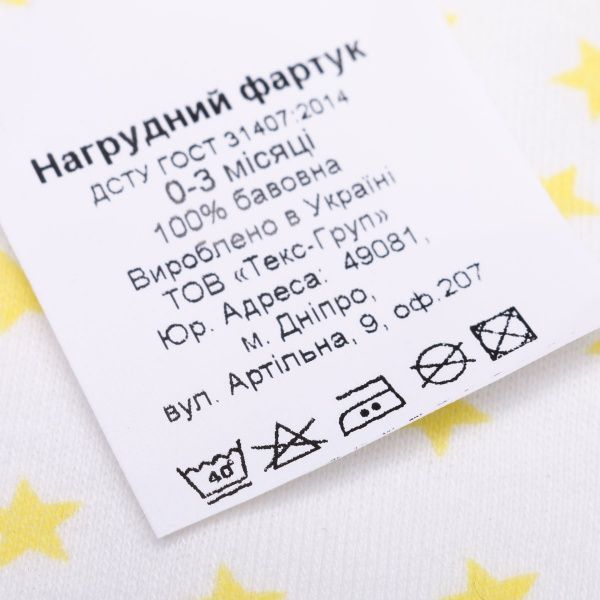 Нагрудний фартук
ДСТУ ГОСТ 31407:2014
0-3 місяці
100% бавовна
Вироблено в Україні
ТОВ «Текс-Груп»
Юр. Адреса: 49081,
м. Дніпро,
вул. Артільна, 9, оф.207
40°